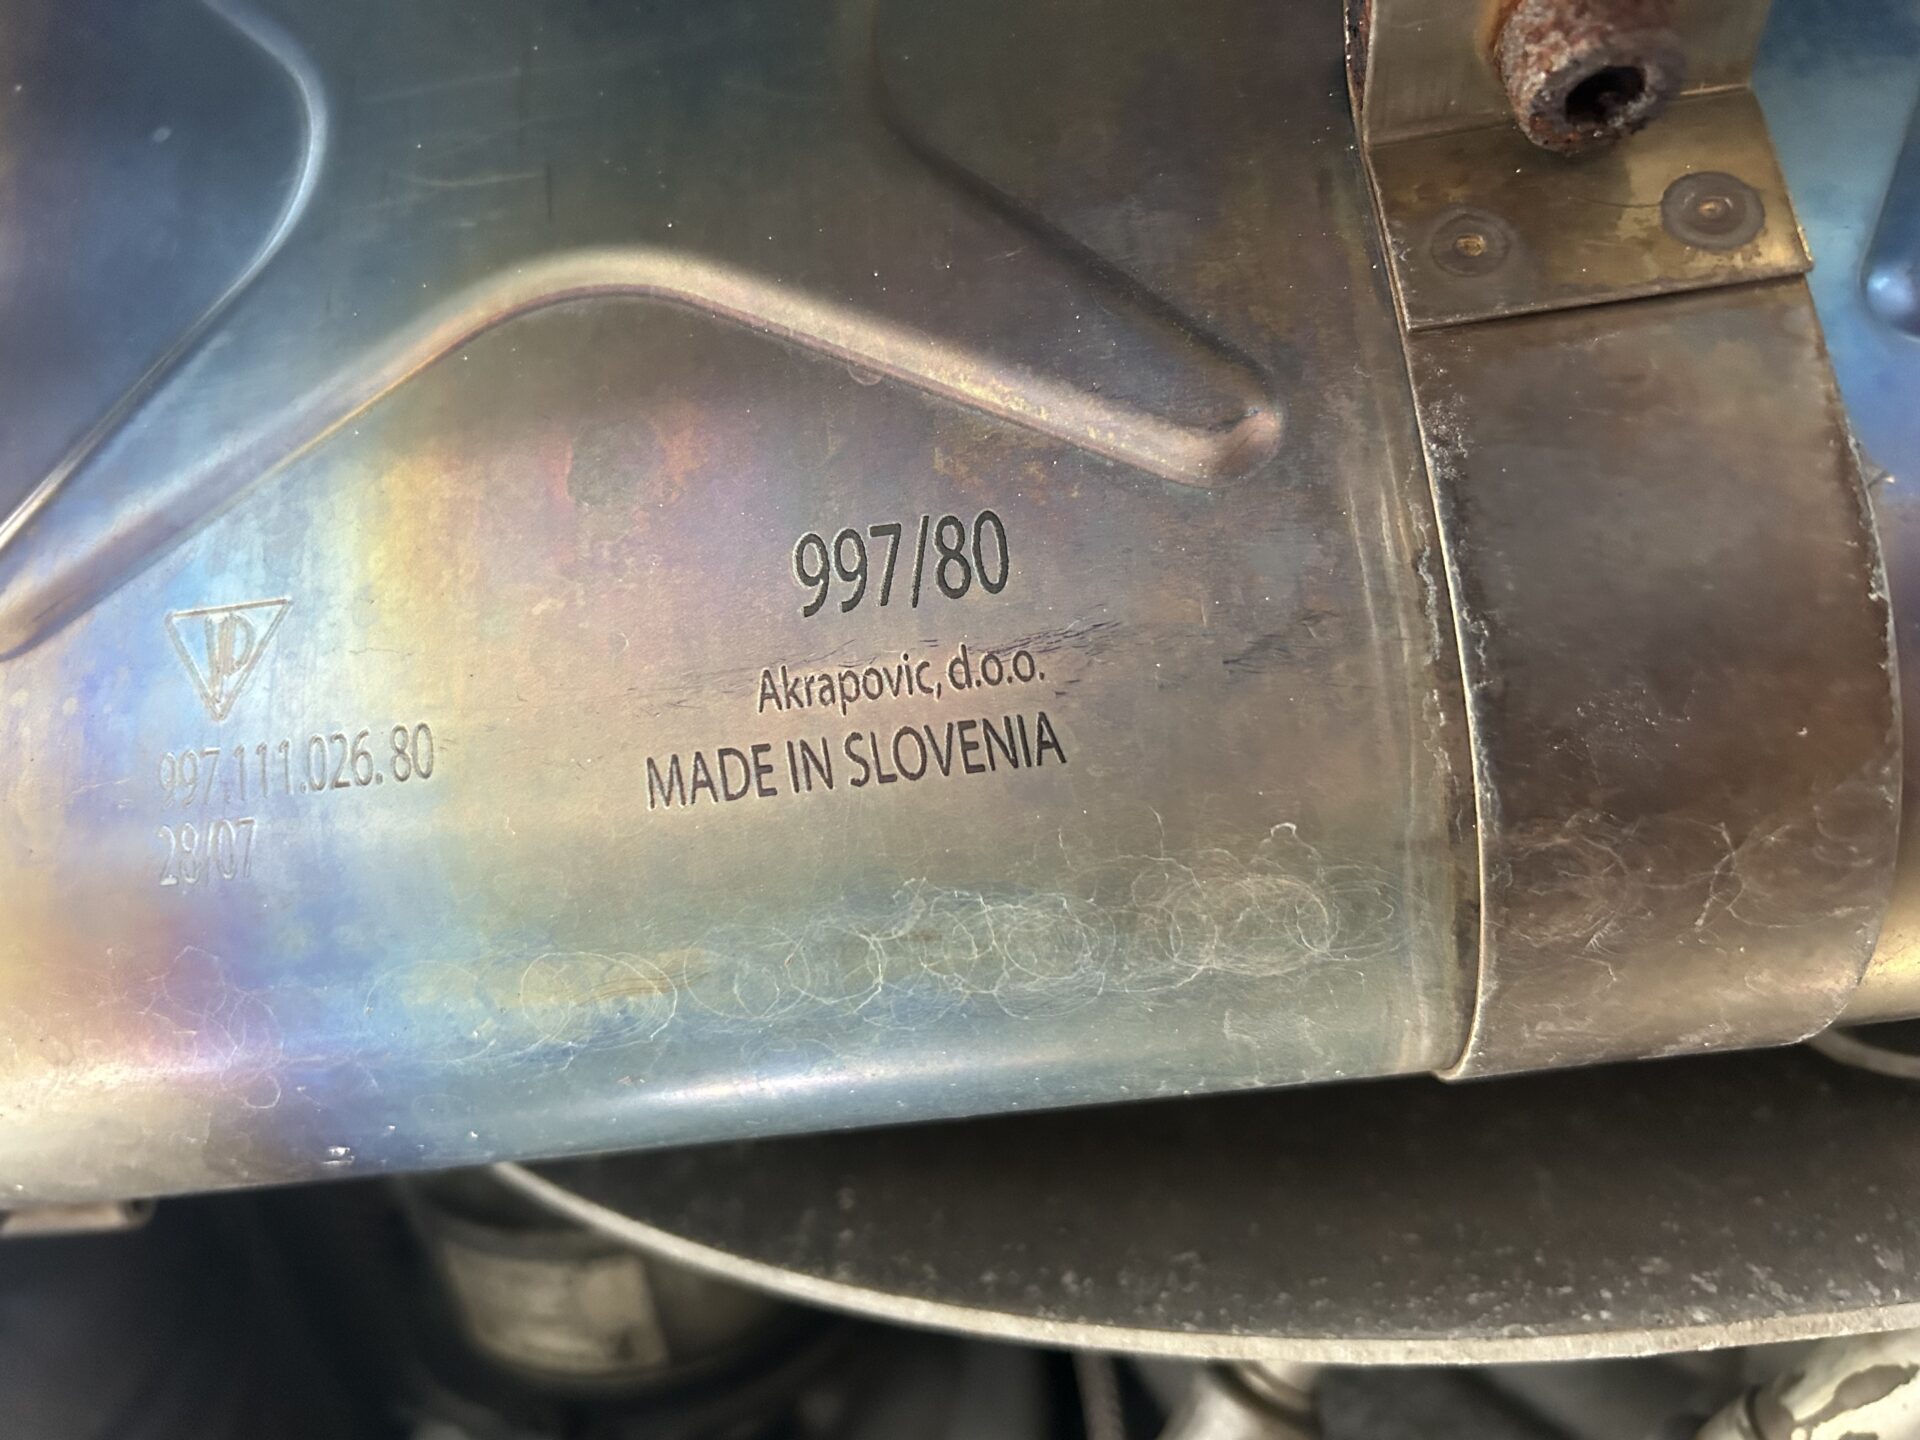 997/80
Akrapovic, d.o.o.
MADE IN SLOVENIA
997.111.026.80
28/07